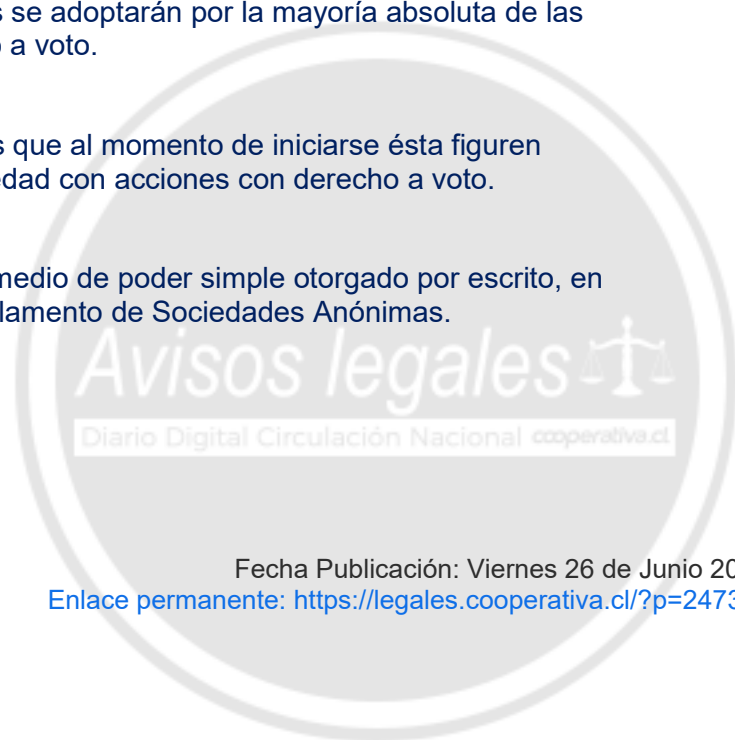 s se adoptarán por la mayoría absoluta de las
o a voto.
s que al momento de iniciarse ésta figuren
edad con acciones con derecho a voto.
medio de poder simple otorgado por escrito, en
lamento de Sociedades Anónimas.
Avisos legales
Diario Digital Circulación Nacional cooperativa.cl
Fecha Publicación: Viernes 26 de Junio 20
Enlace permanente: https://legales.cooperativa.cl/?p=2473